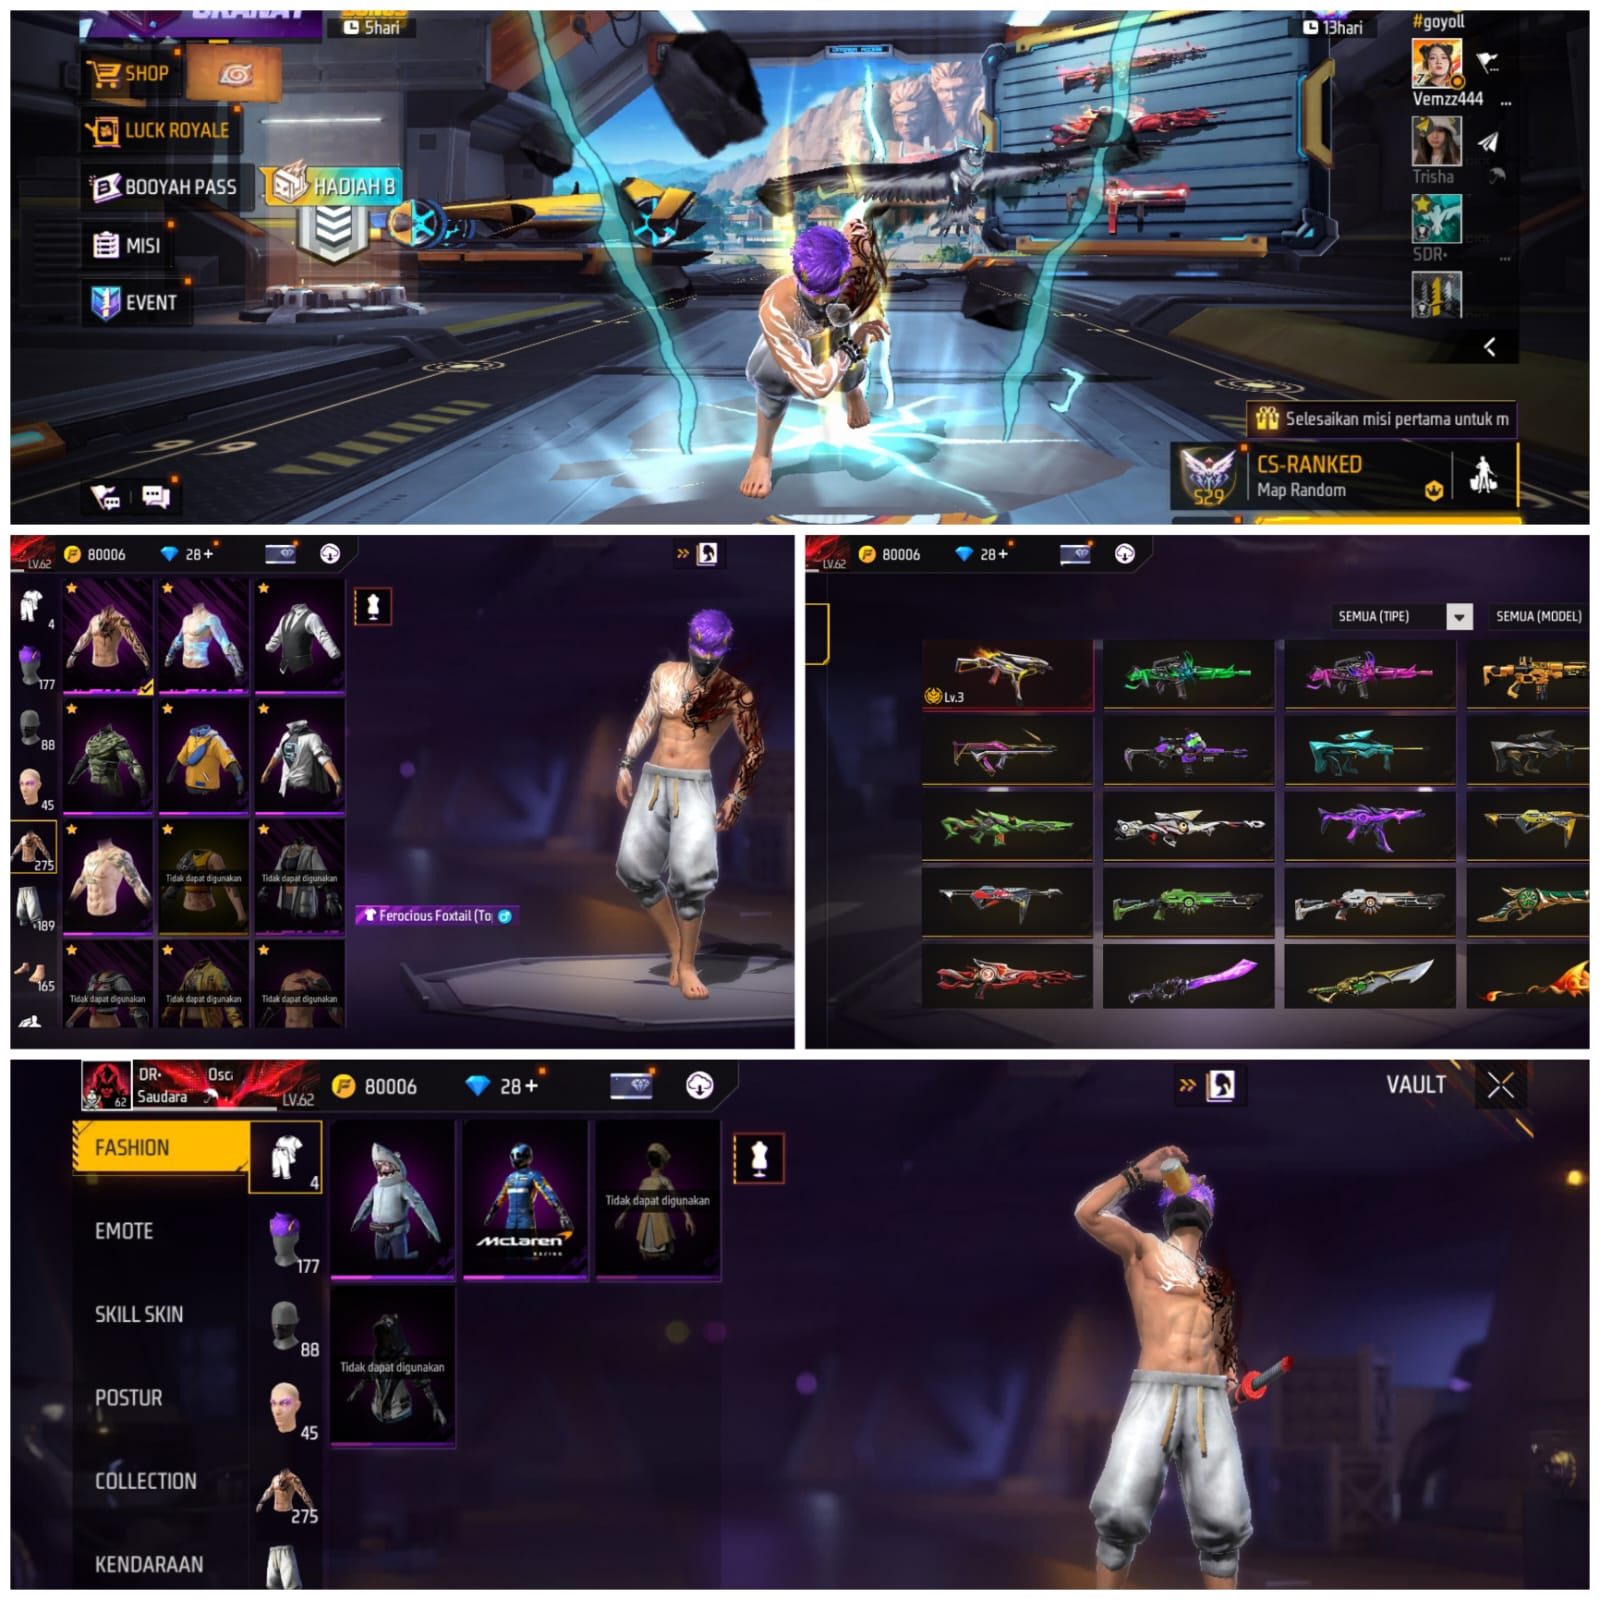 5hari
13hari
#goyoll
SHOP
Vemzz444 ...
LUCK ROYALE
Trisha
BOOYAH PASS
HADIAH B
MISI
SDR• ...
EVENT
Selesaikan misi pertama untuk m
CS-RANKED
Map Random
S29
LV.62
80006
28+
4
177
88
45
275
189
165
Tidak dapat digunakan
Tidak dapat digunakan
Tidak dapat digunakan
Tidak dapat digunakan
Tidak dapat digunakan
Ferocious Foxtail (To
LV.62
80006
28+
SEMUA (TIPE)
SEMUA (MODEL)
Lv.3
DR• Osc
Saudara
62
LV.62
80006
28+
VAULT
FASHION
4
EMOTE
177
SKILL SKIN
88
POSTUR
45
COLLECTION
275
KENDARAAN
McLaren
RACING
Tidak dapat digunakan
Tidak dapat digunakan